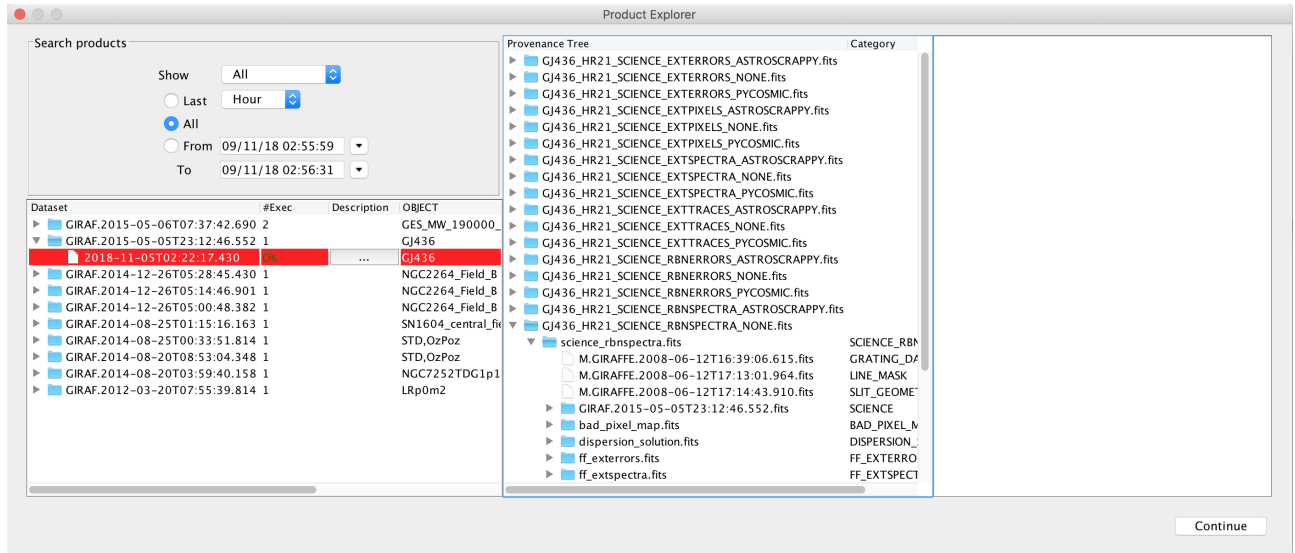 Product Explorer
Search products
Show All
Last Hour
All
From 09/11/18 02:55:59
To 09/11/18 02:56:31
Dataset #Exec Description OBJECT
GIRAF.2015-05-06T07:37:42.690 2 GES_MW_190000_
GIRAF.2015-05-05T23:12:46.552 1 GJ436
2018-11-05T02:22:17.430 OK ... GJ436
GIRAF.2014-12-26T05:28:45.430 1 NGC2264_Field_B
GIRAF.2014-12-26T05:14:46.901 1 NGC2264_Field_B
GIRAF.2014-12-26T05:00:48.382 1 NGC2264_Field_B
GIRAF.2014-08-25T01:15:16.163 1 SN1604_central_fie
GIRAF.2014-08-25T00:33:51.814 1 STD,OzPoz
GIRAF.2014-08-20T08:53:04.348 1 STD,OzPoz
GIRAF.2014-08-20T03:59:40.158 1 NGC7252TDG1p1
GIRAF.2012-03-20T07:55:39.814 1 LRp0m2
Provenance Tree Category
GJ436_HR21_SCIENCE_EXTERRORS_ASTROSCRAPPY.fits
GJ436_HR21_SCIENCE_EXTERRORS_NONE.fits
GJ436_HR21_SCIENCE_EXTERRORS_PYCOSMIC.fits
GJ436_HR21_SCIENCE_EXTPIXELS_ASTROSCRAPPY.fits
GJ436_HR21_SCIENCE_EXTPIXELS_NONE.fits
GJ436_HR21_SCIENCE_EXTPIXELS_PYCOSMIC.fits
GJ436_HR21_SCIENCE_EXTSPECTRA_ASTROSCRAPPY.fits
GJ436_HR21_SCIENCE_EXTSPECTRA_NONE.fits
GJ436_HR21_SCIENCE_EXTSPECTRA_PYCOSMIC.fits
GJ436_HR21_SCIENCE_EXTTRACES_ASTROSCRAPPY.fits
GJ436_HR21_SCIENCE_EXTTRACES_NONE.fits
GJ436_HR21_SCIENCE_EXTTRACES_PYCOSMIC.fits
GJ436_HR21_SCIENCE_RBNERRORS_ASTROSCRAPPY.fits
GJ436_HR21_SCIENCE_RBNERRORS_NONE.fits
GJ436_HR21_SCIENCE_RBNERRORS_PYCOSMIC.fits
GJ436_HR21_SCIENCE_RBNSPECTRA_ASTROSCRAPPY.fits
GJ436_HR21_SCIENCE_RBNSPECTRA_NONE.fits
science_rbnspectra.fits SCIENCE_RBN
M.GIRAFFE.2008-06-12T16:39:06.615.fits GRATING_DA
M.GIRAFFE.2008-06-12T17:13:01.964.fits LINE_MASK
M.GIRAFFE.2008-06-12T17:14:43.910.fits SLIT_GEOMET
GIRAF.2015-05-05T23:12:46.552.fits SCIENCE
bad_pixel_map.fits BAD_PIXEL_M
dispersion_solution.fits DISPERSION_
ff_exterrors.fits FF_EXTERRO
ff_extspectra.fits FF_EXTSPECT
Continue